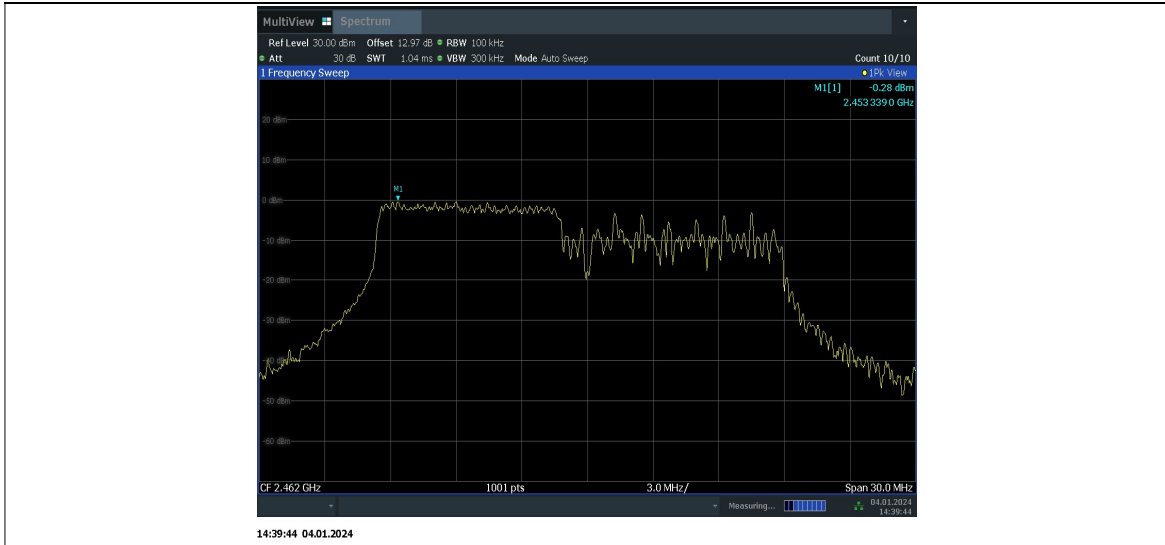 MultiView Spectrum
Ref Level 30.00 dBm Offset 12.97 dB RBW 100 kHz
Att 30 dB SWT 1.04 ms VBW 300 kHz Mode Auto Sweep Count 10/10
1 Frequency Sweep 1Pk View
M1[1] -0.28 dBm
2.453 339 0 GHz
20 dBm
10 dBm
M1
0 dBm
-10 dBm
-20 dBm
-30 dBm
-40 dBm
-50 dBm
-60 dBm
CF 2.462 GHz 1001 pts 3.0 MHz/ Span 30.0 MHz
Measuring... 04.01.2024
14:39:44
14:39:44 04.01.2024